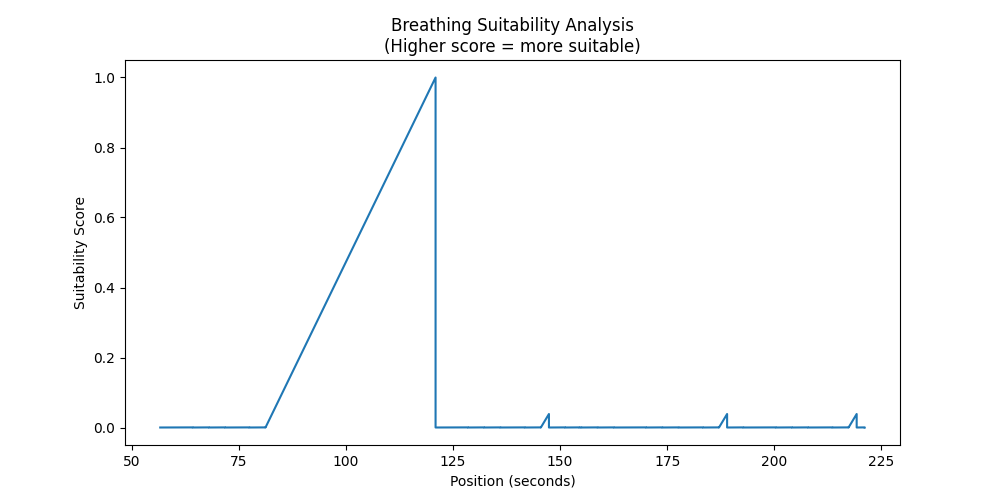 Breathing Suitability Analysis
(Higher score = more suitable)
Suitability Score
1.0
0.8
0.6
0.4
0.2
0.0
50 75 100 125 150 175 200 225
Position (seconds)